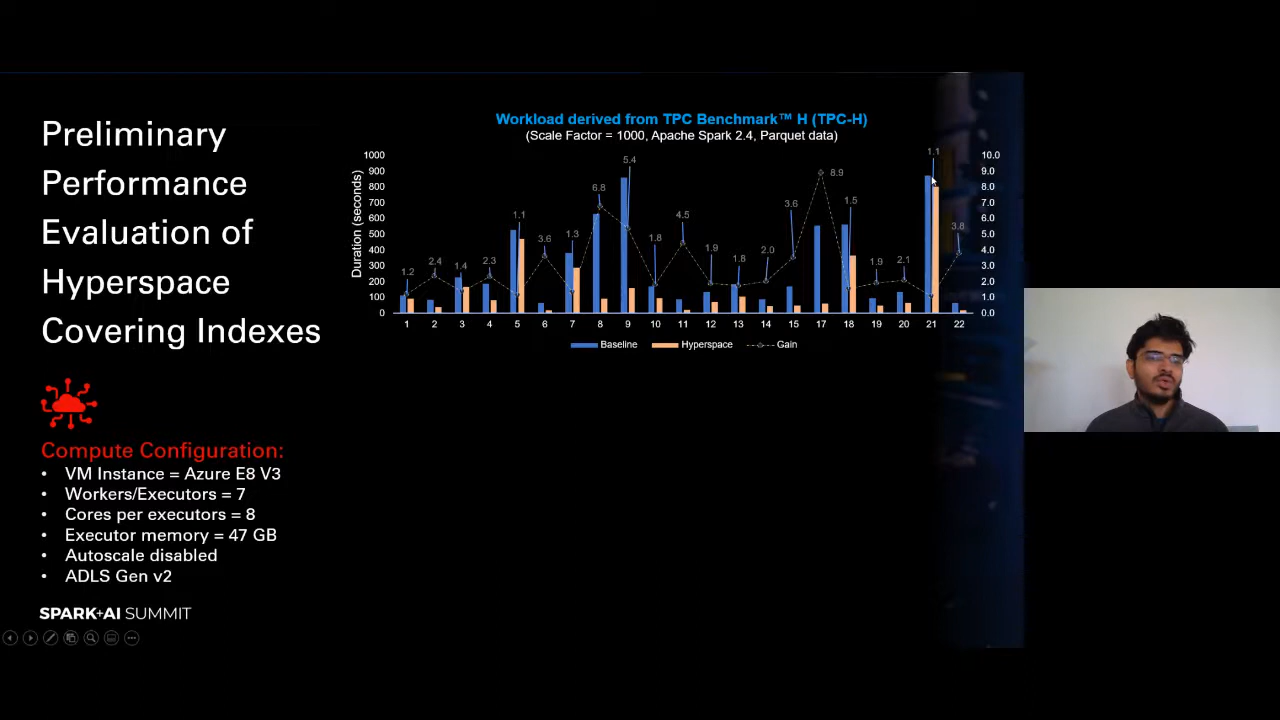 Preliminary
Performance
Evaluation of
Hyperspace
Covering Indexes
Compute Configuration:
• VM Instance = Azure E8 V3
• Workers/Executors = 7
• Cores per executors = 8
• Executor memory = 47 GB
• Autoscale disabled
• ADLS Gen v2
SPARK+AI SUMMIT
Workload derived from TPC Benchmark™ H (TPC-H)
(Scale Factor = 1000, Apache Spark 2.4, Parquet data)
Duration (seconds)
1000
900
800
700
600
500
400
300
200
100
0
1.2 2.4 1.4 2.3 1.1 3.6 1.3 6.8 5.4 1.8 4.5 1.9 1.8 2.0 3.6 8.9 1.5 1.9 2.1 1.1 3.8
10.0
9.0
8.0
7.0
6.0
5.0
4.0
3.0
2.0
1.0
0.0
1 2 3 4 5 6 7 8 9 10 11 12 13 14 15 17 18 19 20 21 22
Baseline Hyperspace Gain